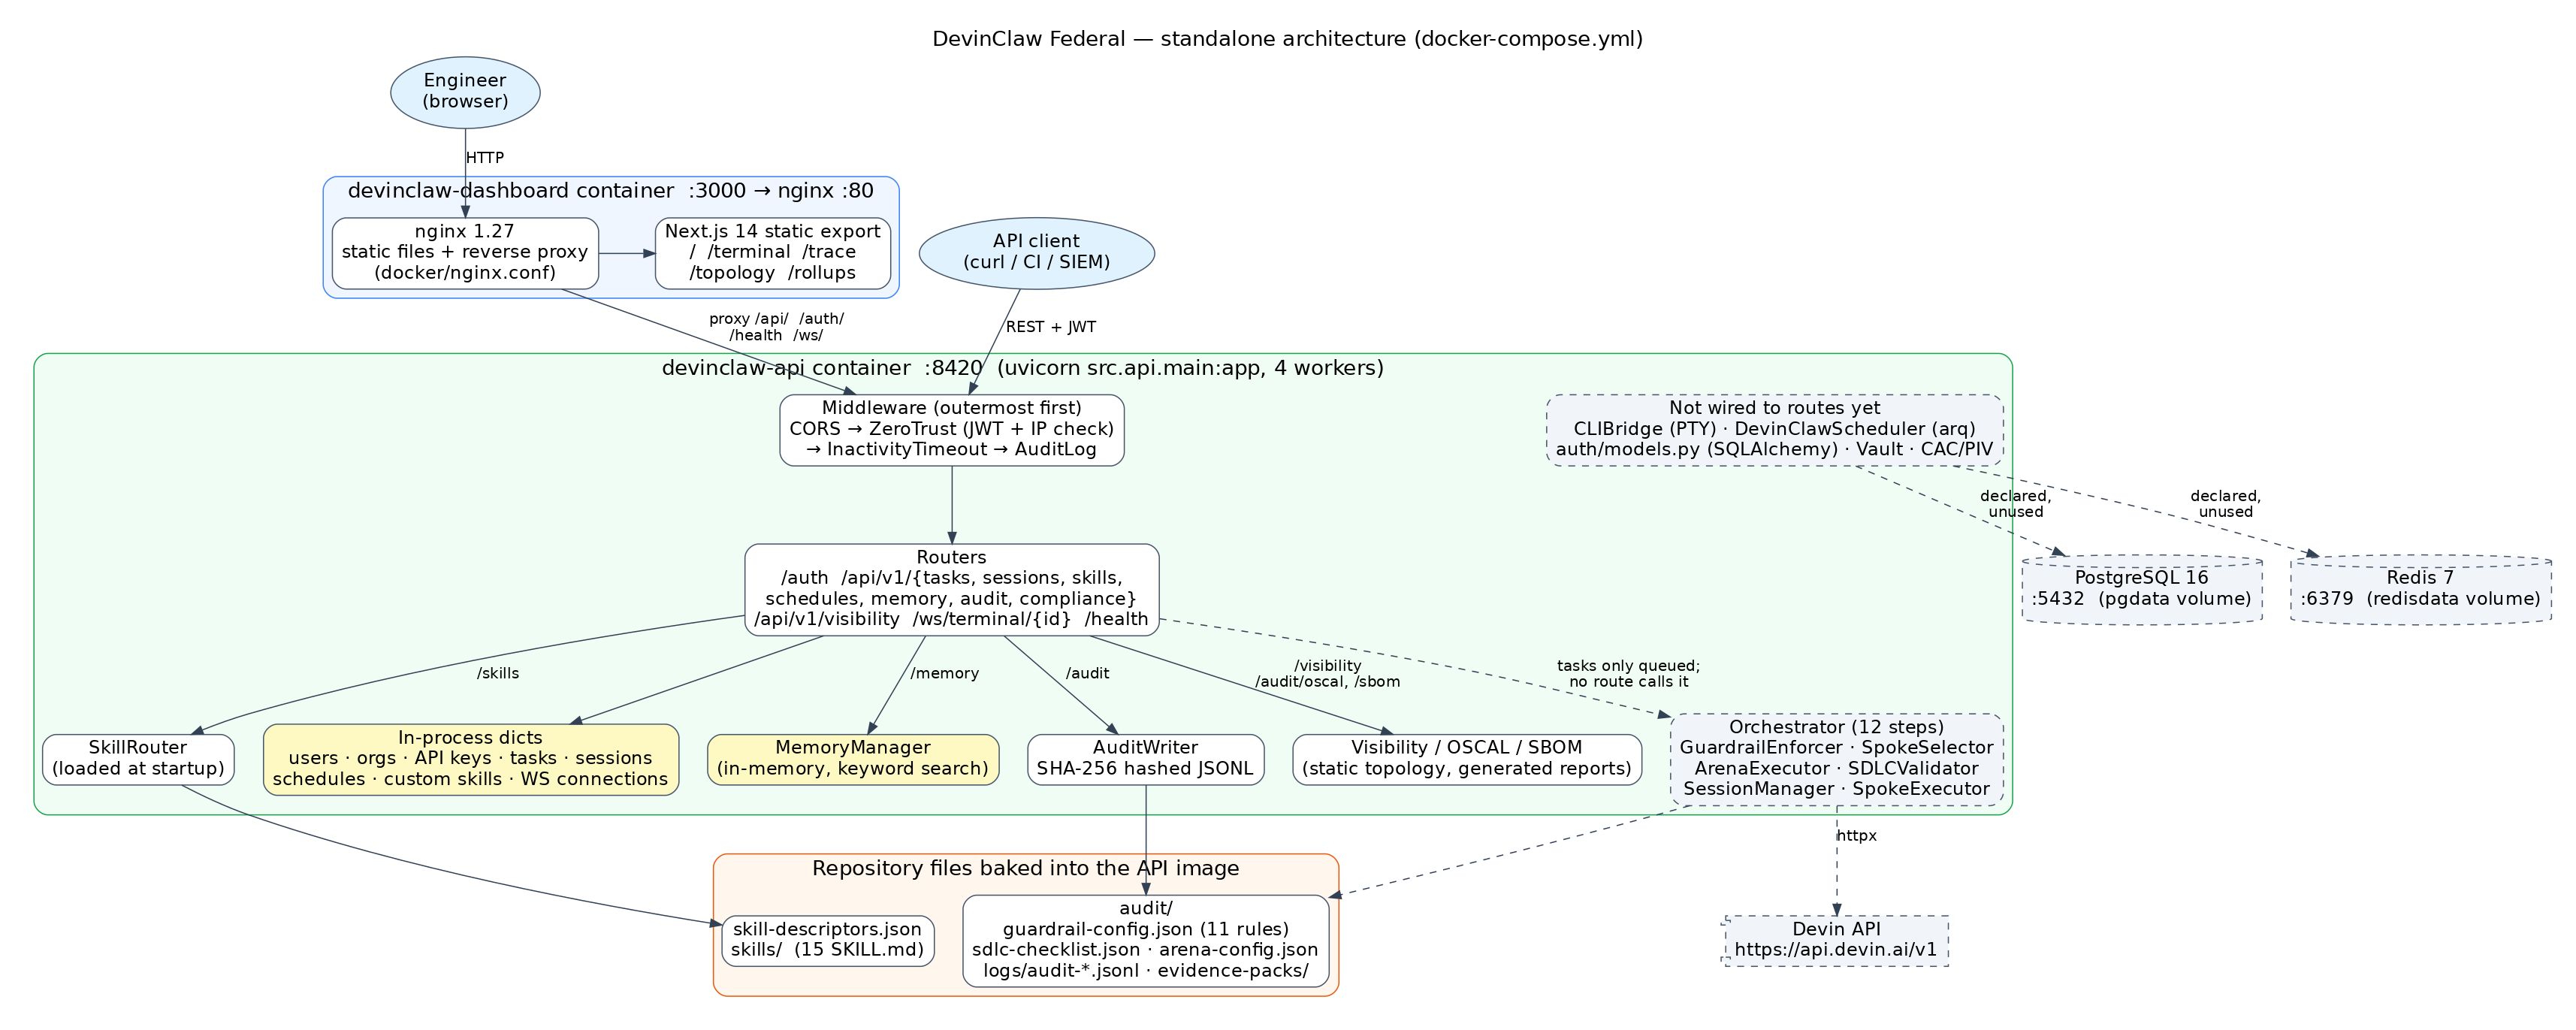 DevinClaw Federal — standalone architecture (docker-compose.yml)
Engineer
(browser)
HTTP
devinclaw-dashboard container  :3000 → nginx :80
nginx 1.27
static files + reverse proxy
(docker/nginx.conf)
Next.js 14 static export
/  /terminal  /trace
/topology  /rollups
API client
(curl / CI / SIEM)
proxy /api/  /auth/
/health  /ws/
REST + JWT
devinclaw-api container  :8420  (uvicorn src.api.main:app, 4 workers)
Middleware (outermost first)
CORS → ZeroTrust (JWT + IP check)
→ InactivityTimeout → AuditLog
Not wired to routes yet
CLIBridge (PTY) · DevinClawScheduler (arq)
auth/models.py (SQLAlchemy) · Vault · CAC/PIV
declared,
unused
declared,
unused
Routers
/auth  /api/v1/{tasks, sessions, skills,
schedules, memory, audit, compliance}
/api/v1/visibility  /ws/terminal/{id}  /health
PostgreSQL 16
:5432  (pgdata volume)
Redis 7
:6379  (redisdata volume)
/skills
/memory
/audit
/visibility
/audit/oscal, /sbom
tasks only queued;
no route calls it
SkillRouter
(loaded at startup)
In-process dicts
users · orgs · API keys · tasks · sessions
schedules · custom skills · WS connections
MemoryManager
(in-memory, keyword search)
AuditWriter
SHA-256 hashed JSONL
Visibility / OSCAL / SBOM
(static topology, generated reports)
Orchestrator (12 steps)
GuardrailEnforcer · SpokeSelector
ArenaExecutor · SDLCValidator
SessionManager · SpokeExecutor
httpx
Repository files baked into the API image
skill-descriptors.json
skills/  (15 SKILL.md)
audit/
guardrail-config.json (11 rules)
sdlc-checklist.json · arena-config.json
logs/audit-*.jsonl · evidence-packs/
Devin API
https://api.devin.ai/v1